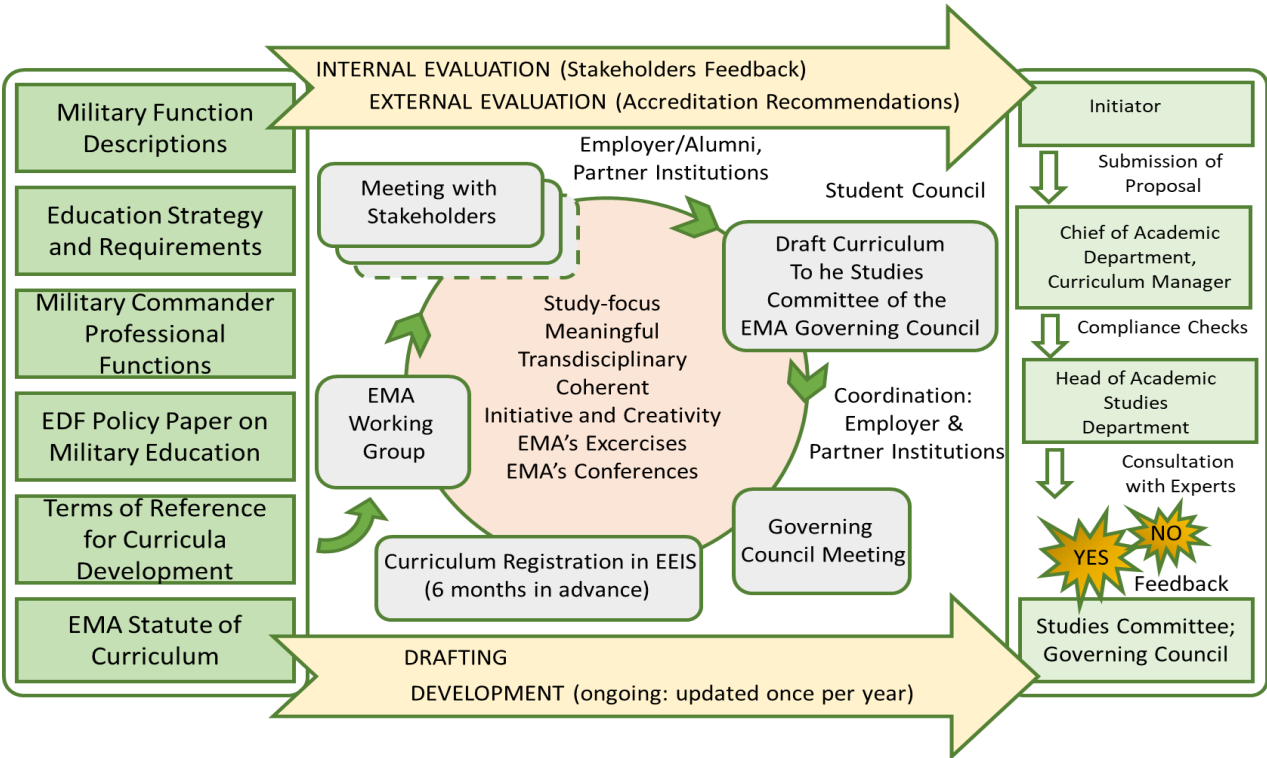 INTERNAL EVALUATION (Stakeholders Feedback)
EXTERNAL EVALUATION (Accreditation Recommendations)
Military Function
Descriptions
Education Strategy
and Requirements
Military Commander
Professional
Functions
EDF Policy Paper on
Military Education
Terms of Reference
for Curricula
Development
EMA Statute of
Curriculum
Employer/Alumni,
Partner Institutions
Meeting with
Stakeholders
Student Council
Draft Curriculum
To he Studies
Committee of the
EMA Governing Council
Study-focus
Meaningful
Transdisciplinary
Coherent
Initiative and Creativity
EMA's Excercises
EMA's Conferences
EMA
Working
Group
Coordination:
Employer &
Partner Institutions
Governing
Council Meeting
Curriculum Registration in EEIS
(6 months in advance)
DRAFTING
DEVELOPMENT (ongoing: updated once per year)
Initiator
Submission of
Proposal
Chief of Academic
Department,
Curriculum Manager
Compliance Checks
Head of Academic
Studies
Department
Consultation
with Experts
YES
NO
Feedback
Studies Committee;
Governing Council